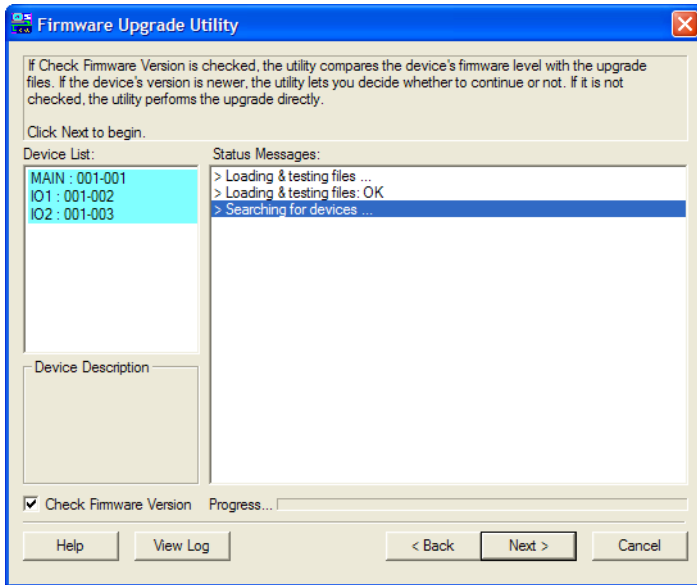 Firmware Upgrade Utility
If Check Firmware Version is checked, the utility compares the device's firmware level with the upgrade
files. If the device's version is newer, the utility lets you decide whether to continue or not. If it is not
checked, the utility performs the upgrade directly.
Click Next to begin.
Device List:
Status Messages:
MAIN : 001-001
IO1 : 001-002
IO2 : 001-003
> Loading & testing files ...
> Loading & testing files: OK
> Searching for devices ...
Device Description
Check Firmware Version
Progress...
Help
View Log
< Back
Next >
Cancel